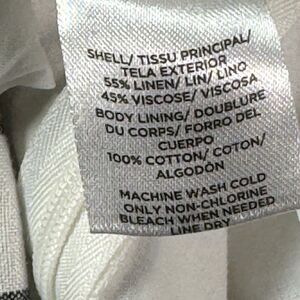 SHELL/ TISSU PRINCIPAL/
TELA EXTERIOR
55% LINEN/ LIN/ LINO
45% VISCOSE/ VISCOSA
BODY LINING/ DOUBLURE
DU CORPS/ FORRO DEL
CUERPO
100% COTTON/ COTON/
ALGODÓN
MACHINE WASH COLD
ONLY NON-CHLORINE
BLEACH WHEN NEEDED
LINE DRY